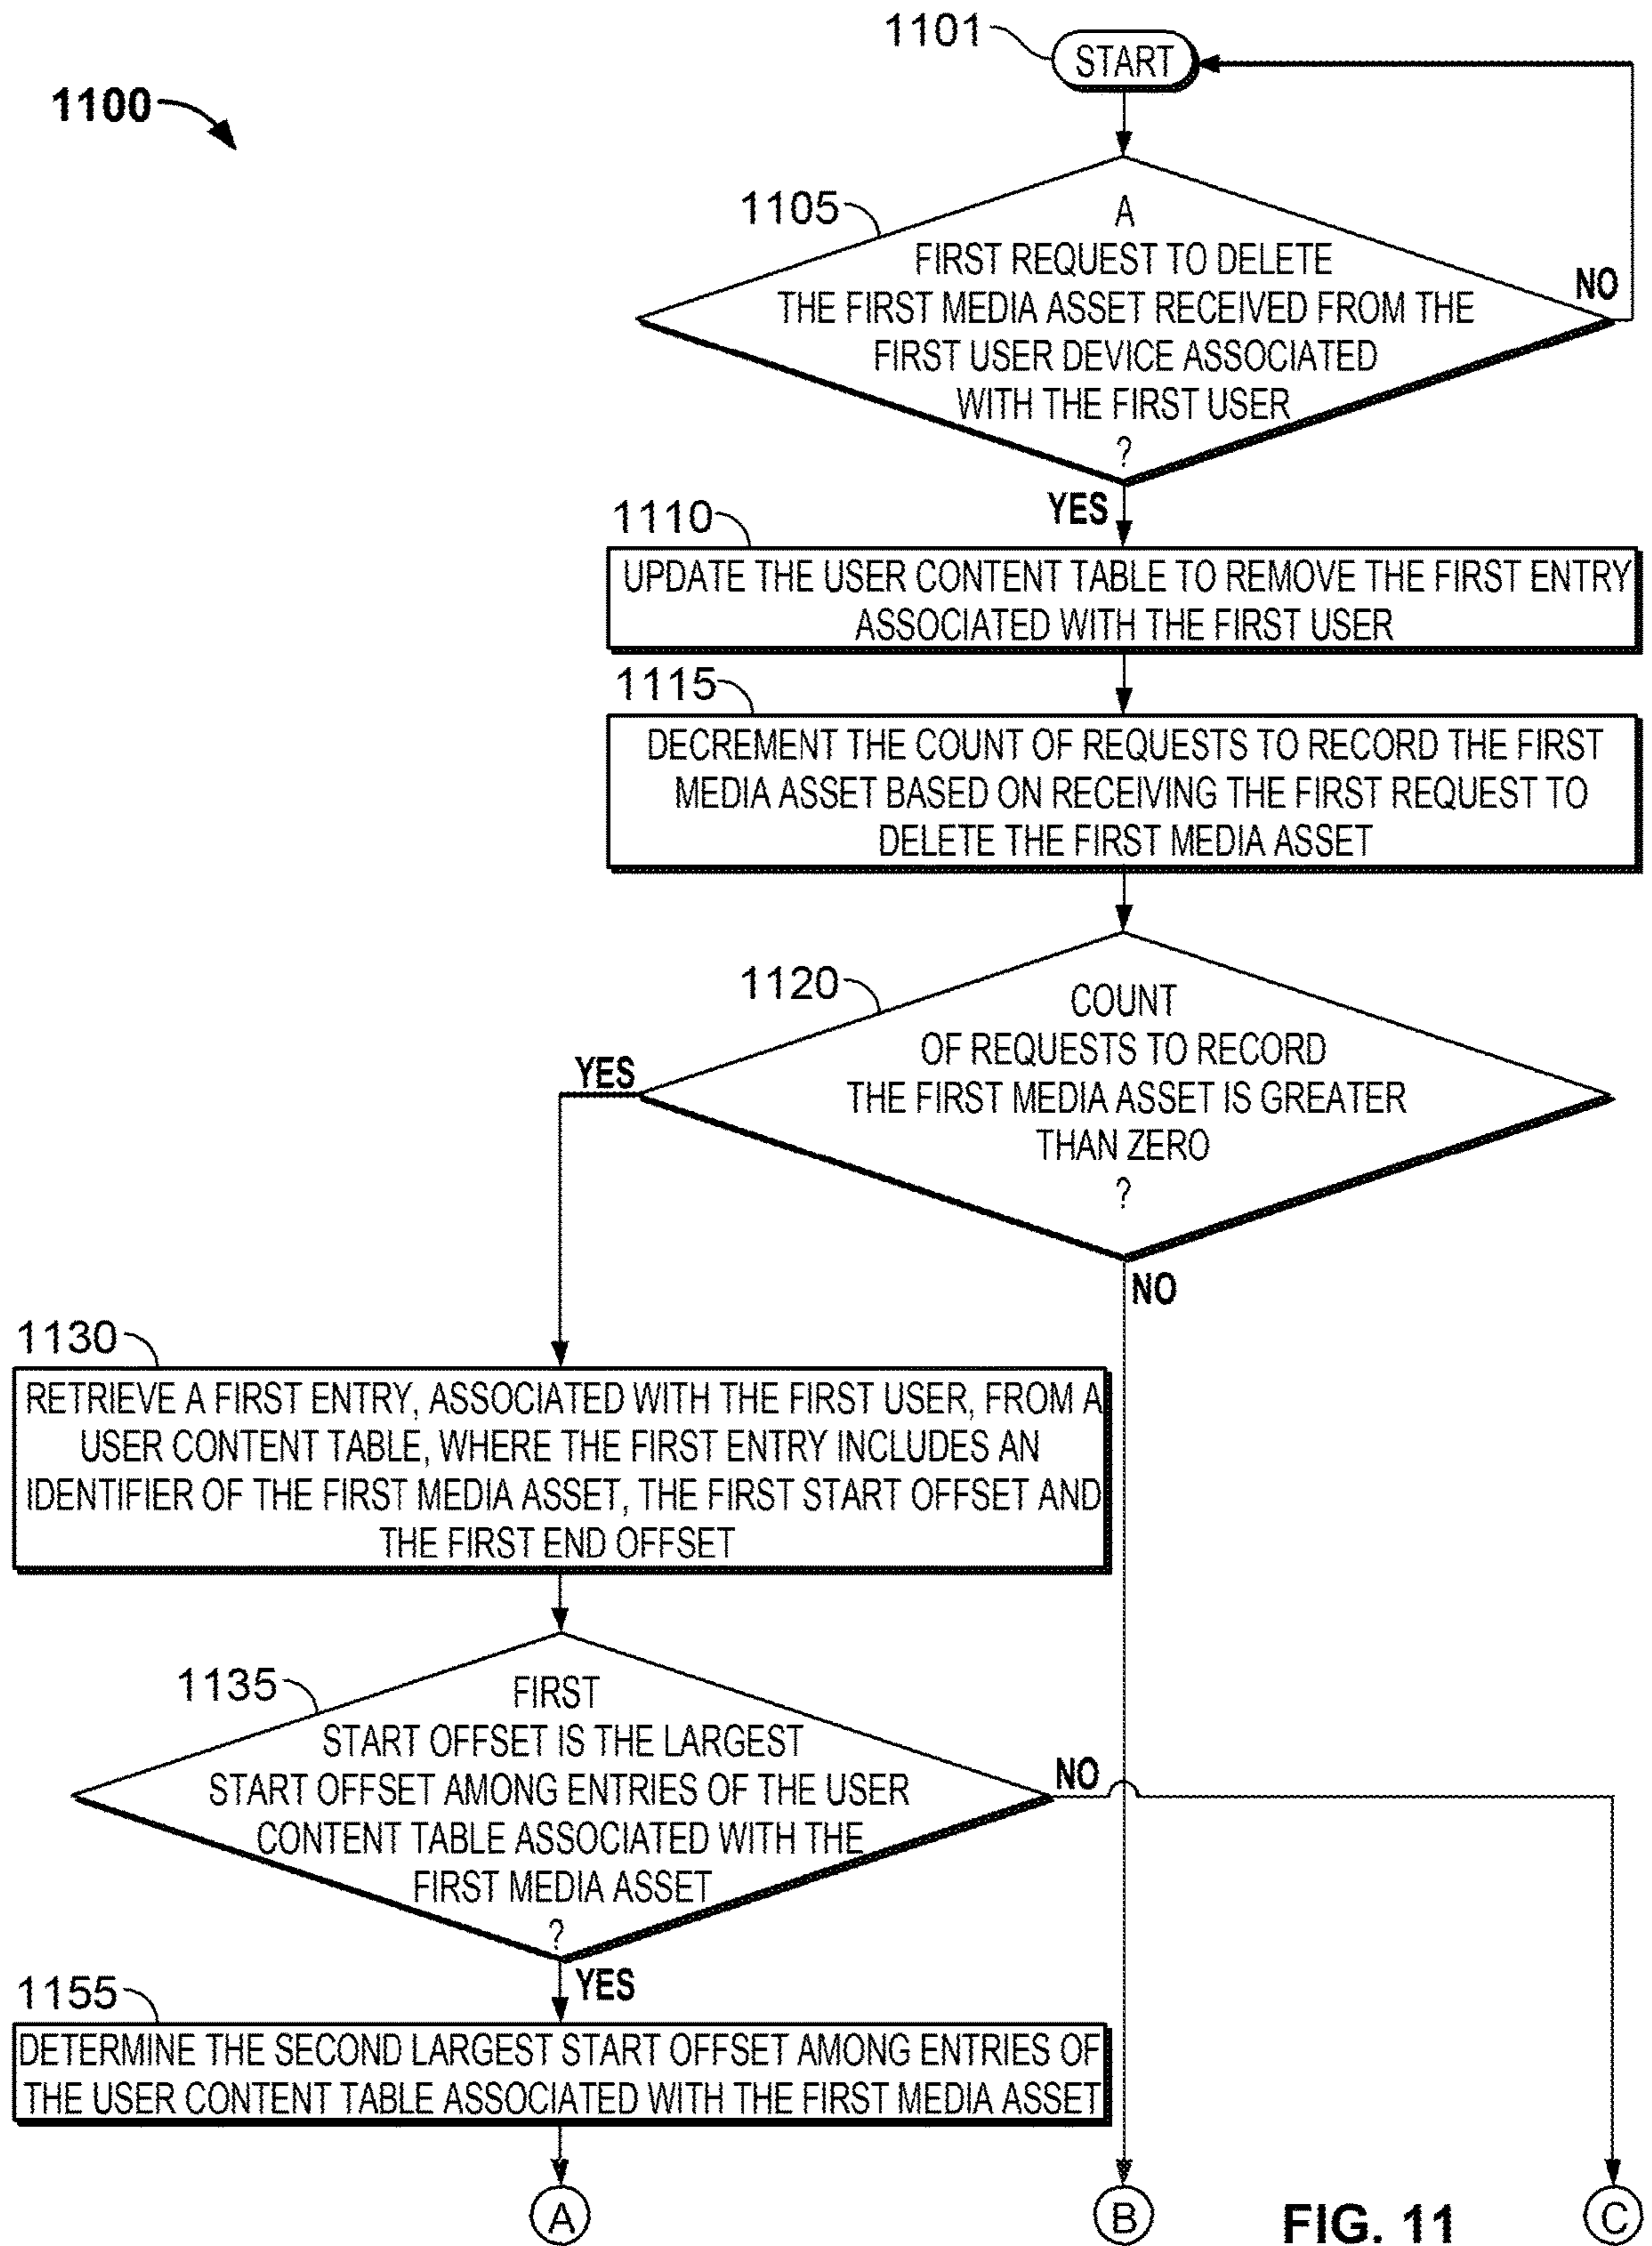 1101
START
1100
1105
A
FIRST REQUEST TO DELETE
THE FIRST MEDIA ASSET RECEIVED FROM THE
FIRST USER DEVICE ASSOCIATED
WITH THE FIRST USER
?
NO
YES
1110
UPDATE THE USER CONTENT TABLE TO REMOVE THE FIRST ENTRY
ASSOCIATED WITH THE FIRST USER
1115
DECREMENT THE COUNT OF REQUESTS TO RECORD THE FIRST
MEDIA ASSET BASED ON RECEIVING THE FIRST REQUEST TO
DELETE THE FIRST MEDIA ASSET
1120
COUNT
OF REQUESTS TO RECORD
THE FIRST MEDIA ASSET IS GREATER
THAN ZERO
?
YES
NO
1130
RETRIEVE A FIRST ENTRY, ASSOCIATED WITH THE FIRST USER, FROM A
USER CONTENT TABLE, WHERE THE FIRST ENTRY INCLUDES AN
IDENTIFIER OF THE FIRST MEDIA ASSET, THE FIRST START OFFSET AND
THE FIRST END OFFSET
1135
FIRST
START OFFSET IS THE LARGEST
START OFFSET AMONG ENTRIES OF THE USER
CONTENT TABLE ASSOCIATED WITH THE
FIRST MEDIA ASSET
?
NO
YES
1155
DETERMINE THE SECOND LARGEST START OFFSET AMONG ENTRIES OF
THE USER CONTENT TABLE ASSOCIATED WITH THE FIRST MEDIA ASSET
A
B
FIG. 11
C